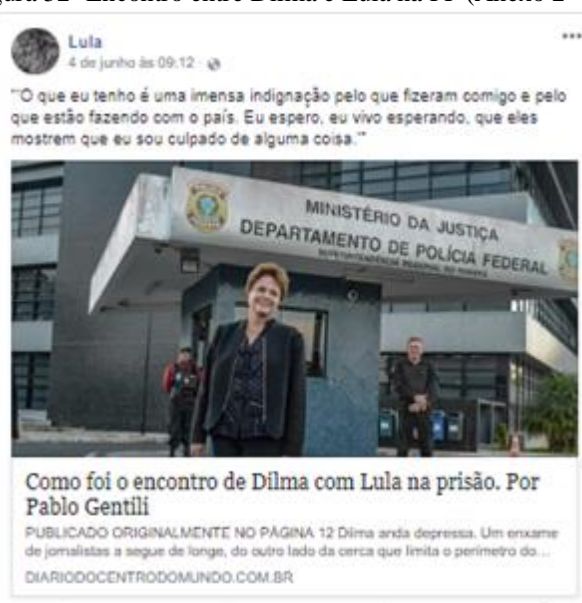 Lula
4 de junho às 09:12
"O que eu tenho é uma imensa indignação pelo que fizeram comigo e pelo
que estão fazendo com o país. Eu espero, eu vivo esperando, que eles
mostrem que eu sou culpado de alguma coisa."
MINISTÉRIO DA JUSTIÇA
DEPARTAMENTO DE POLÍCIA FEDERAL
SUPERINTENDÊNCIA REGIONAL DO PARANÁ
Como foi o encontro de Dilma com Lula na prisão. Por
Pablo Gentili
PUBLICADO ORIGINALMENTE NO PÁGINA 12 Dilma anda depressa. Um enxame
de jornalistas a segue de longe, do outro lado da cerca que limita o perímetro do...
DIARIODOCENTRODOMUNDO.COM.BR